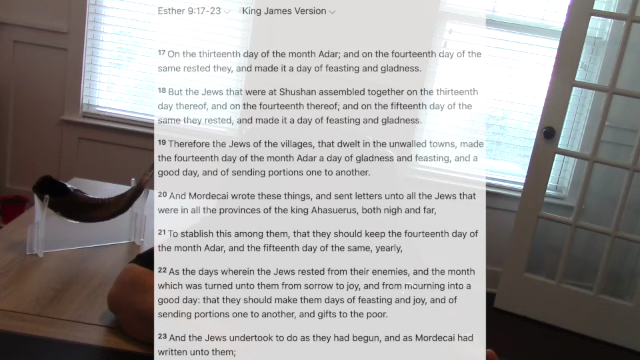 Esther 9:17-23 King James Version
17 On the thirteenth day of the month Adar; and on the fourteenth day of the
same rested they, and made it a day of feasting and gladness.
18 But the Jews that were at Shushan assembled together on the thirteenth
day thereof, and on the fourteenth thereof; and on the fifteenth day of the
same they rested, and made it a day of feasting and gladness.
19 Therefore the Jews of the villages, that dwelt in the unwalled towns, made
the fourteenth day of the month Adar a day of gladness and feasting, and a
good day, and of sending portions one to another.
20 And Mordecai wrote these things, and sent letters unto all the Jews that
were in all the provinces of the king Ahasuerus, both nigh and far,
21 To stablish this among them, that they should keep the fourteenth day of
the month Adar, and the fifteenth day of the same, yearly,
22 As the days wherein the Jews rested from their enemies, and the month
which was turned unto them from sorrow to joy, and from mourning into a
good day: that they should make them days of feasting and joy, and of
sending portions one to another, and gifts to the poor.
23 And the Jews undertook to do as they had begun, and as Mordecai had
written unto them;